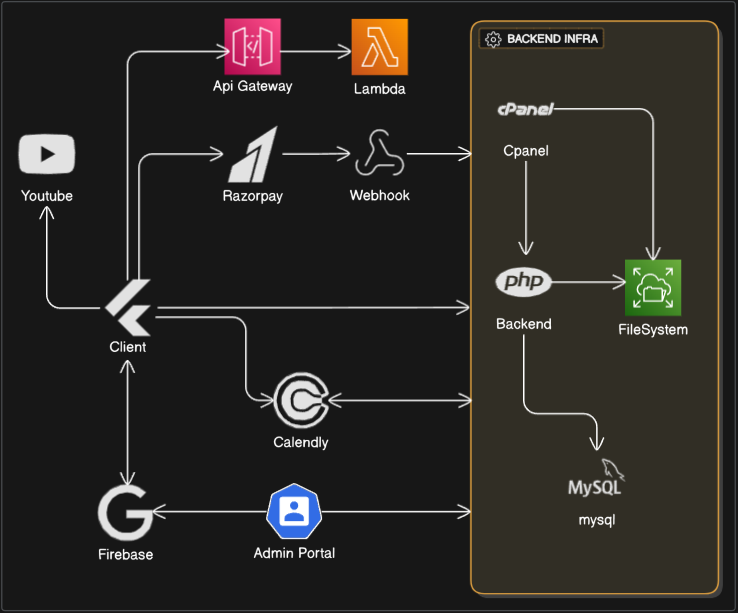 BACKEND INFRA
Api Gateway
Lambda
cPanel
Cpanel
Youtube
Razorpay
Webhook
php
Backend
FileSystem
Client
Calendly
MySQL
mysql
Firebase
Admin Portal